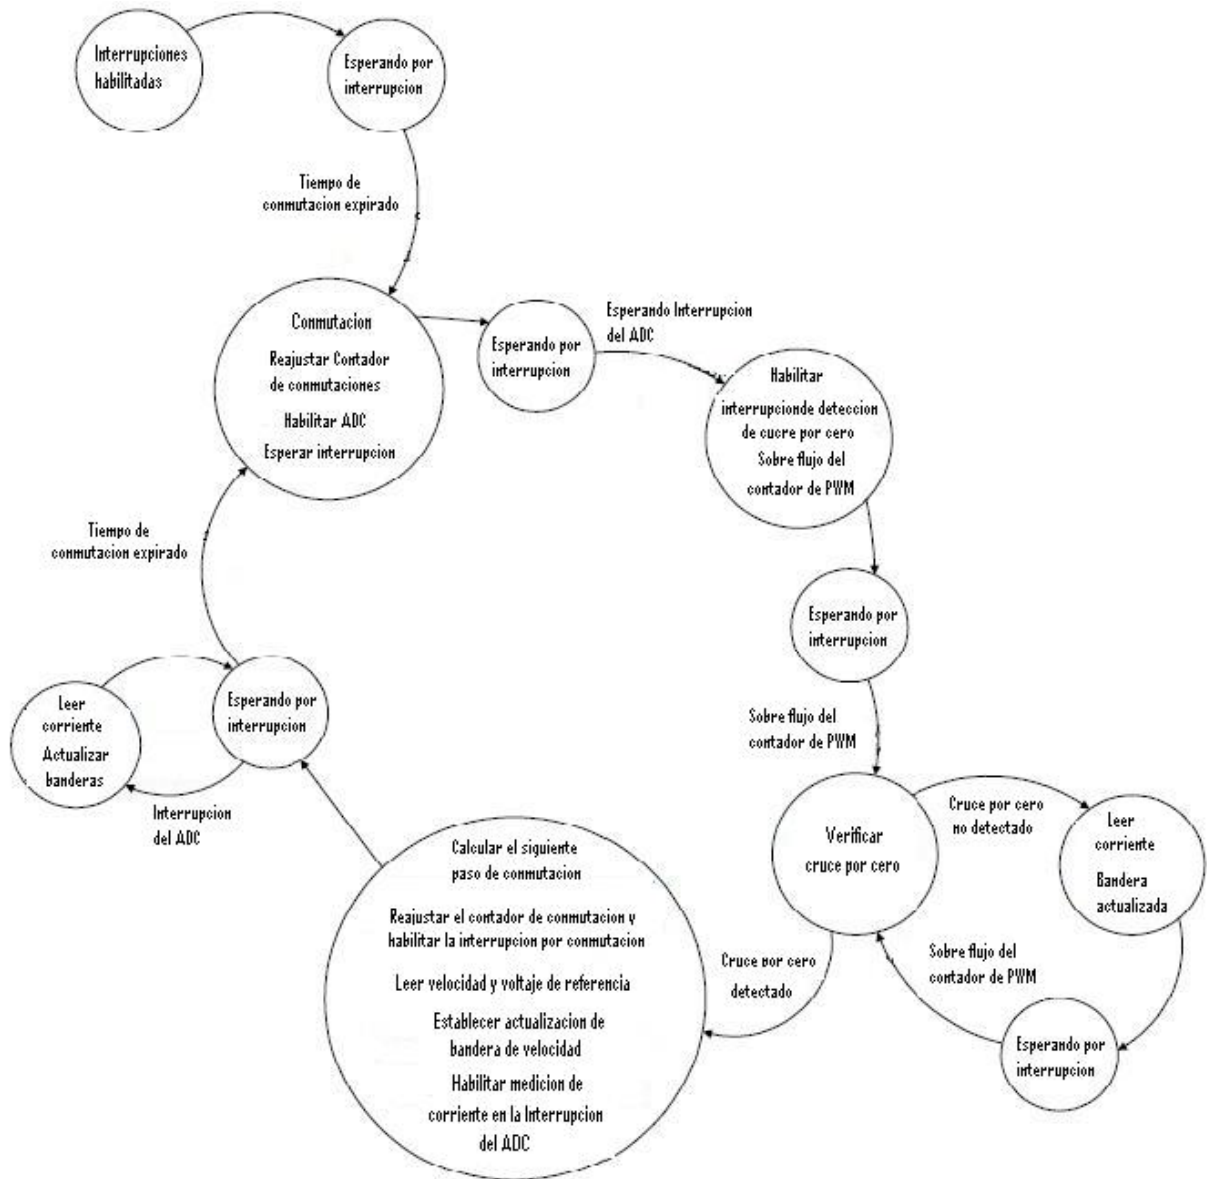 Interrupciones
habilitadas
Esperando por
interrupcion
Tiempo de
conmutacion expirado
Conmutacion
Reajustar Contador
de conmutaciones
Habilitar ADC
Esperar interrupcion
Esperando por
interrupcion
Esperando Interrupcion
del ADC
Habilitar
interrupcionde deteccion
de cucre por cero
Sobre flujo del
contador de PWM
Esperando por
interrupcion
Sobre flujo del
contador de PWM
Verificar
cruce por cero
Cruce por cero
no detectado
Leer
corriente
Bandera
actualizada
Esperando por
interrupcion
Sobre flujo del
contador de PWM
Cruce por cero
detectado
Calcular el siguiente
paso de conmutacion
Reajustar el contador de conmutacion y
habilitar la interrupcion por conmutacion
Leer velocidad y voltaje de referencia
Establecer actualizacion de
bandera de velocidad
Habilitar medicion de
corriente en la Interrupcion
del ADC
Esperando por
interrupcion
Interrupcion
del ADC
Leer
corriente
Actualizar
banderas
Tiempo de
conmutacion expirado